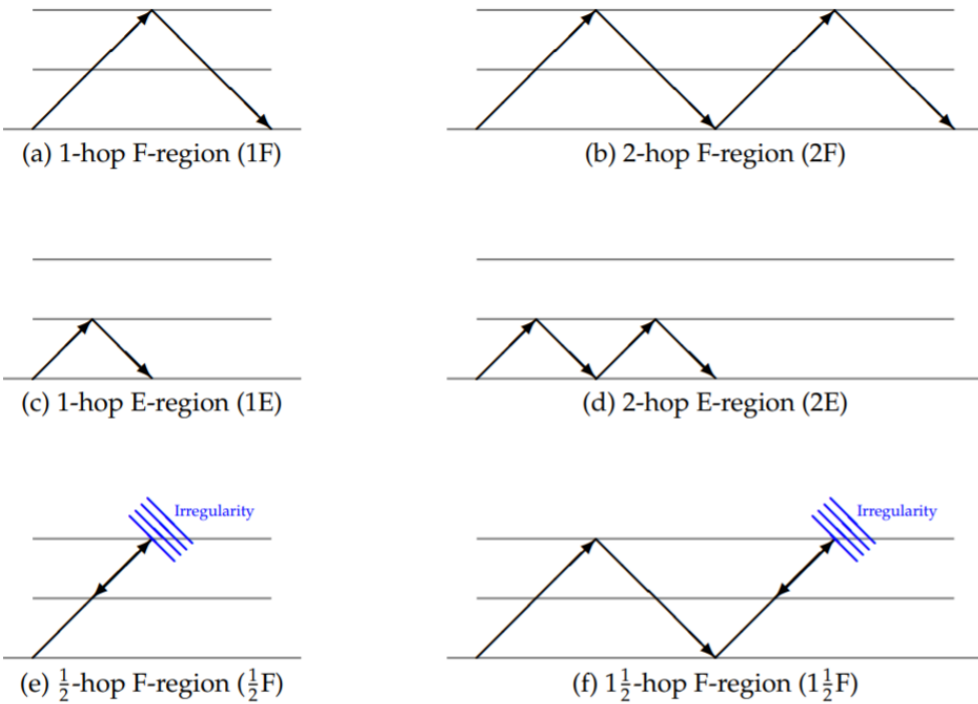 (a) 1-hop F-region (1F)
(b) 2-hop F-region (2F)
(c) 1-hop E-region (1E)
(d) 2-hop E-region (2E)
Irregularity
Irregularity
(e) ½-hop F-region (½F)
(f) 1½-hop F-region (1½F)